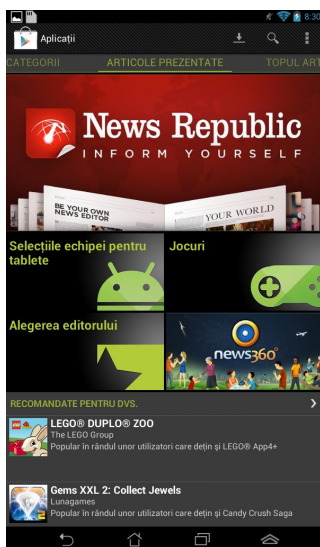 8:30
Aplicații
CATEGORII
ARTICOLE PREZENTATE
TOPUL ART
News Republic
INFORM YOURSELF
BE YOUR OWN
NEWS EDITOR
YOUR WORLD
Selecțiile echipei pentru
tablete
Jocuri
Alegerea editorului
news360°
RECOMANDATE PENTRU DVS.
LEGO® DUPLO® ZOO
The LEGO Group
Popular în rândul unor utilizatori care dețin și LEGO® App4+
Gems XXL 2: Collect Jewels
Lunagames
Popular în rândul unor utilizatori care dețin și Candy Crush Saga